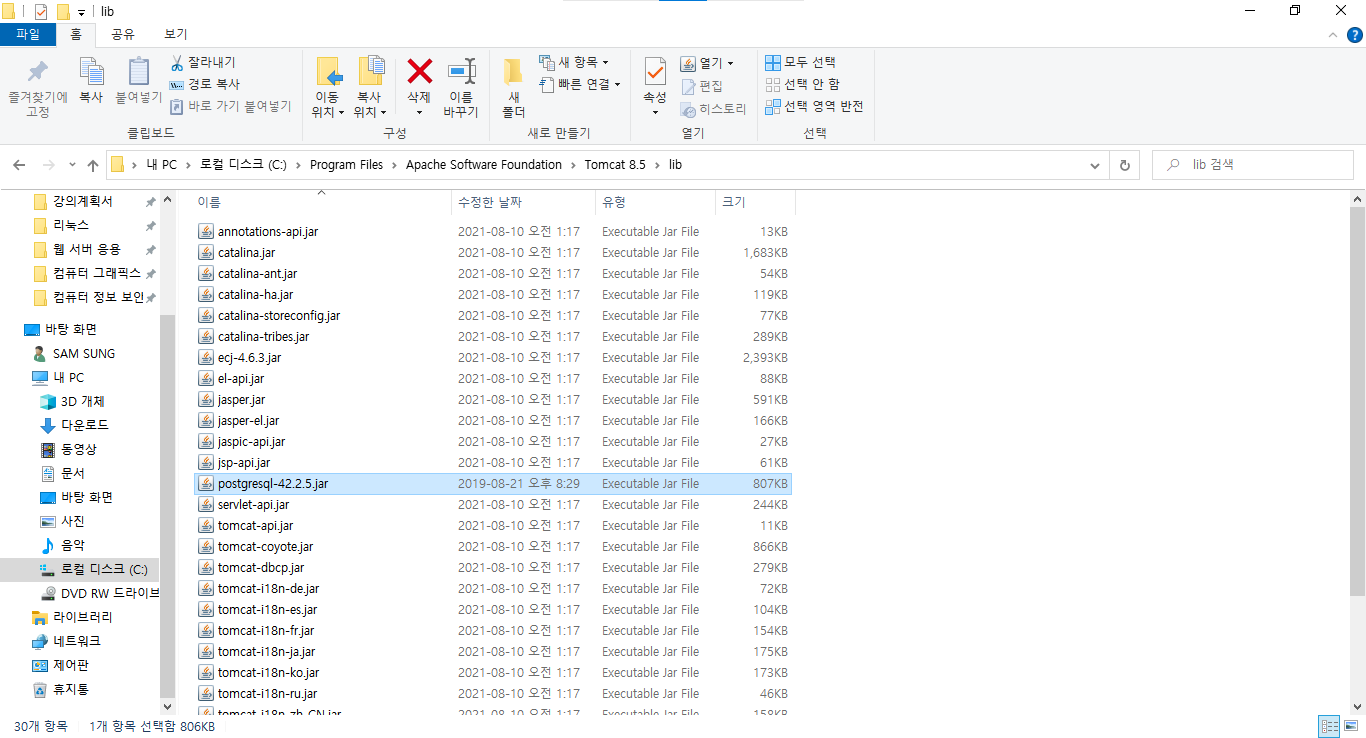 lib
파일 홈 공유 보기
즐겨찾기에 고정
복사
붙여넣기
잘라내기
경로 복사
바로 가기 붙여넣기
클립보드
이동 위치
복사 위치
삭제
이름 바꾸기
구성
새 폴더
새 항목
빠른 연결
새로 만들기
속성
열기
편집
히스토리
열기
모두 선택
선택 안 함
선택 영역 반전
선택
내 PC > 로컬 디스크 (C:) > Program Files > Apache Software Foundation > Tomcat 8.5 > lib
lib 검색
강의계획서
리눅스
웹 서버 응용
컴퓨터 그래픽스
컴퓨터 정보 보안
바탕 화면
SAM SUNG
내 PC
3D 개체
다운로드
동영상
문서
바탕 화면
사진
음악
로컬 디스크 (C:)
DVD RW 드라이브
라이브러리
네트워크
제어판
휴지통
이름 수정한 날짜 유형 크기
annotations-api.jar 2021-08-10 오전 1:17 Executable Jar File 13KB
catalina.jar 2021-08-10 오전 1:17 Executable Jar File 1,683KB
catalina-ant.jar 2021-08-10 오전 1:17 Executable Jar File 54KB
catalina-ha.jar 2021-08-10 오전 1:17 Executable Jar File 119KB
catalina-storeconfig.jar 2021-08-10 오전 1:17 Executable Jar File 77KB
catalina-tribes.jar 2021-08-10 오전 1:17 Executable Jar File 289KB
ecj-4.6.3.jar 2021-08-10 오전 1:17 Executable Jar File 2,393KB
el-api.jar 2021-08-10 오전 1:17 Executable Jar File 88KB
jasper.jar 2021-08-10 오전 1:17 Executable Jar File 591KB
jasper-el.jar 2021-08-10 오전 1:17 Executable Jar File 166KB
jaspic-api.jar 2021-08-10 오전 1:17 Executable Jar File 27KB
jsp-api.jar 2021-08-10 오전 1:17 Executable Jar File 61KB
postgresql-42.2.5.jar 2019-08-21 오후 8:29 Executable Jar File 807KB
servlet-api.jar 2021-08-10 오전 1:17 Executable Jar File 244KB
tomcat-api.jar 2021-08-10 오전 1:17 Executable Jar File 11KB
tomcat-coyote.jar 2021-08-10 오전 1:17 Executable Jar File 866KB
tomcat-dbcp.jar 2021-08-10 오전 1:17 Executable Jar File 279KB
tomcat-i18n-de.jar 2021-08-10 오전 1:17 Executable Jar File 72KB
tomcat-i18n-es.jar 2021-08-10 오전 1:17 Executable Jar File 104KB
tomcat-i18n-fr.jar 2021-08-10 오전 1:17 Executable Jar File 154KB
tomcat-i18n-ja.jar 2021-08-10 오전 1:17 Executable Jar File 175KB
tomcat-i18n-ko.jar 2021-08-10 오전 1:17 Executable Jar File 173KB
tomcat-i18n-ru.jar 2021-08-10 오전 1:17 Executable Jar File 46KB
tomcat-i18n-zh-CN.jar 2021-08-10 오전 1:17 Executable Jar File 158KB
30개 항목 1개 항목 선택함 806KB